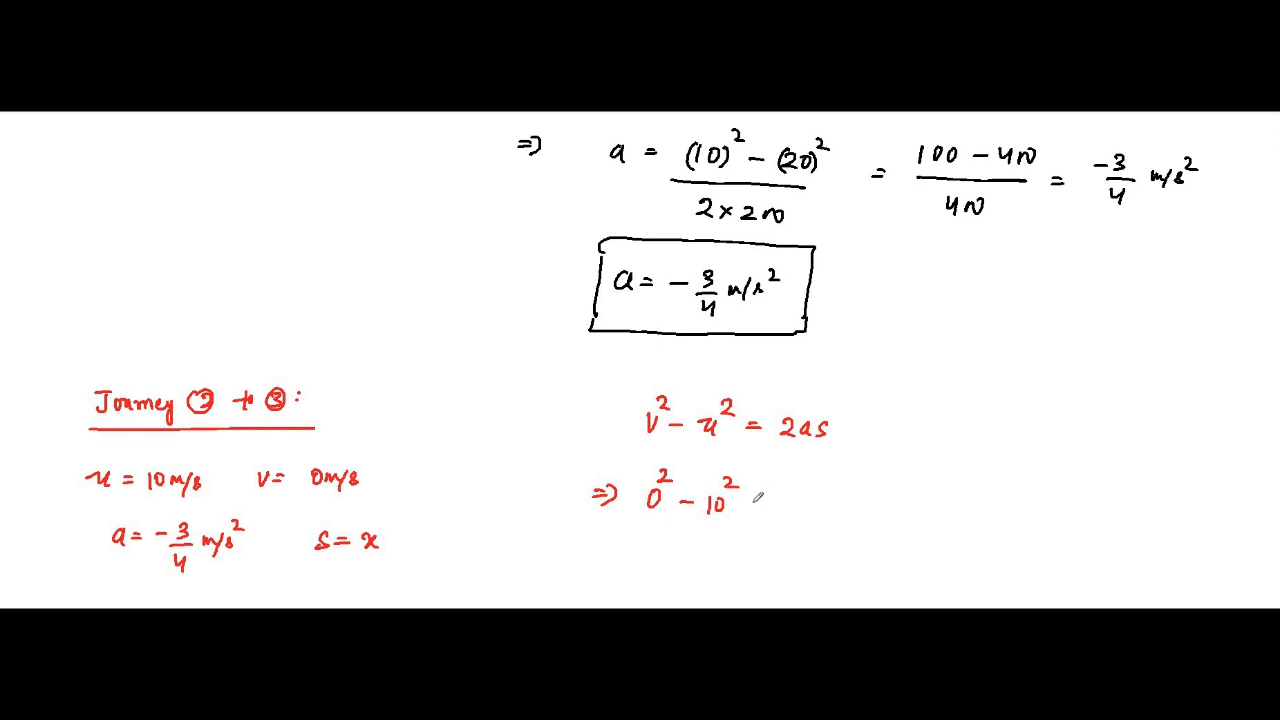 ⇒ a = (10)² − (20)² / 2 × 200 = 100 − 400 / 400 = −3/4 m/s²
a = − 3/4 m/s²
Journey ② to ③ :
v² − u² = 2as
u = 10 m/s v = 0 m/s
⇒ 0² − 10²
a = − 3/4 m/s² s = x